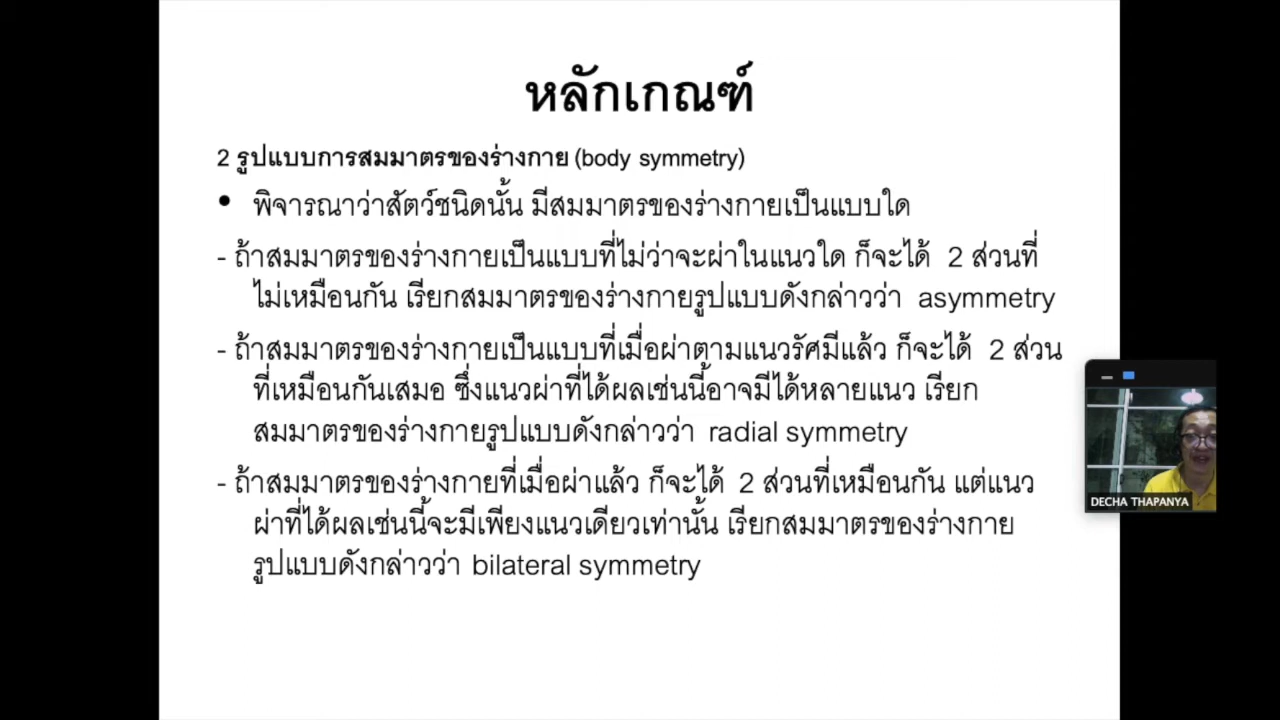 หลักเกณฑ์
2 รูปแบบการสมมาตรของร่างกาย (body symmetry)
• พิจารณาว่าสัตว์ชนิดนั้น มีสมมาตรของร่างกายเป็นแบบใด
- ถ้าสมมาตรของร่างกายเป็นแบบที่ไม่ว่าจะผ่าในแนวใด ก็จะได้ 2 ส่วนที่
ไม่เหมือนกัน เรียกสมมาตรของร่างกายรูปแบบดังกล่าวว่า asymmetry
- ถ้าสมมาตรของร่างกายเป็นแบบที่เมื่อผ่าตามแนวรัศมีแล้ว ก็จะได้ 2 ส่วน
ที่เหมือนกันเสมอ ซึ่งแนวผ่าที่ได้ผลเช่นนี้อาจมีได้หลายแนว เรียก
สมมาตรของร่างกายรูปแบบดังกล่าวว่า radial symmetry
- ถ้าสมมาตรของร่างกายที่เมื่อผ่าแล้ว ก็จะได้ 2 ส่วนที่เหมือนกัน แต่แนว
ผ่าที่ได้ผลเช่นนี้จะมีเพียงแนวเดียวเท่านั้น เรียกสมมาตรของร่างกาย
รูปแบบดังกล่าวว่า bilateral symmetry
DECHA THAPANYA